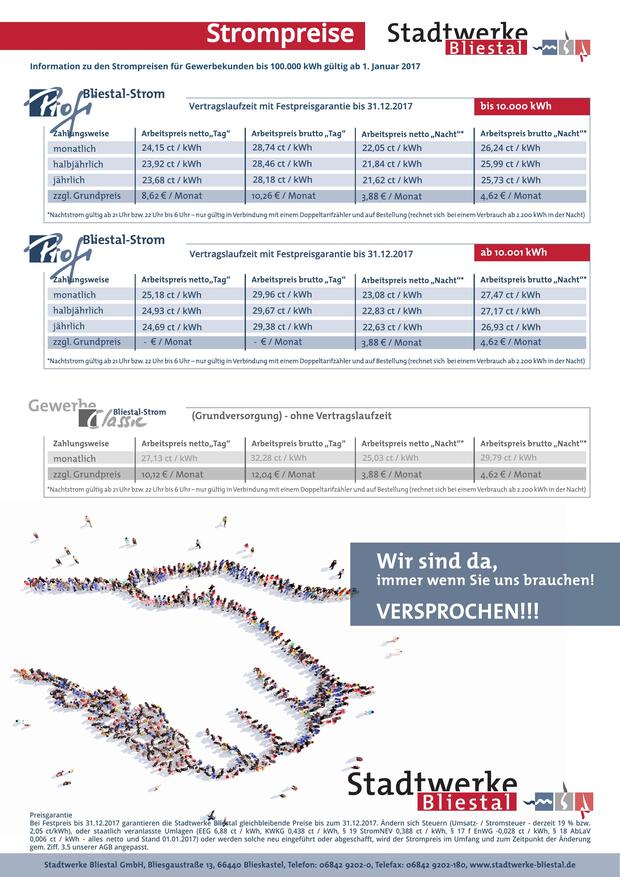 Strompreise
Stadtwerke
Bliestal
Information zu den Strompreisen für Gewerbekunden bis 100.000 kWh gültig ab 1. Januar 2017
Profi Bliestal-Strom
Vertragslaufzeit mit Festpreisgarantie bis 31.12.2017
bis 10.000 kWh
Zahlungsweise Arbeitspreis netto„Tag“ Arbeitspreis brutto „Tag“ Arbeitspreis netto „Nacht“* Arbeitspreis brutto „Nacht“*
monatlich 24,15 ct / kWh 28,74 ct / kWh 22,05 ct / kWh 26,24 ct / kWh
halbjährlich 23,92 ct / kWh 28,46 ct / kWh 21,84 ct / kWh 25,99 ct / kWh
jährlich 23,68 ct / kWh 28,18 ct / kWh 21,62 ct / kWh 25,73 ct / kWh
zzgl. Grundpreis 8,62 € / Monat 10,26 € / Monat 3,88 € / Monat 4,62 € / Monat
*Nachtstrom gültig ab 21 Uhr bzw. 22 Uhr bis 6 Uhr – nur gültig in Verbindung mit einem Doppeltarifzähler und auf Bestellung (rechnet sich bei einem Verbrauch ab 2.200 kWh in der Nacht)
Profi Bliestal-Strom
Vertragslaufzeit mit Festpreisgarantie bis 31.12.2017
ab 10.001 kWh
Zahlungsweise Arbeitspreis netto„Tag“ Arbeitspreis brutto „Tag“ Arbeitspreis netto „Nacht“* Arbeitspreis brutto „Nacht“*
monatlich 25,18 ct / kWh 29,96 ct / kWh 23,08 ct / kWh 27,47 ct / kWh
halbjährlich 24,93 ct / kWh 29,67 ct / kWh 22,83 ct / kWh 27,17 ct / kWh
jährlich 24,69 ct / kWh 29,38 ct / kWh 22,63 ct / kWh 26,93 ct / kWh
zzgl. Grundpreis - € / Monat - € / Monat 3,88 € / Monat 4,62 € / Monat
*Nachtstrom gültig ab 21 Uhr bzw. 22 Uhr bis 6 Uhr – nur gültig in Verbindung mit einem Doppeltarifzähler und auf Bestellung (rechnet sich bei einem Verbrauch ab 2.200 kWh in der Nacht)
Gewerbe
Bliestal-Strom
Classic
(Grundversorgung) - ohne Vertragslaufzeit
Zahlungsweise Arbeitspreis netto„Tag“ Arbeitspreis brutto „Tag“ Arbeitspreis netto „Nacht“* Arbeitspreis brutto „Nacht“*
monatlich 27,13 ct / kWh 32,28 ct / kWh 25,03 ct / kWh 29,79 ct / kWh
zzgl. Grundpreis 10,12 € / Monat 12,04 € / Monat 3,88 € / Monat 4,62 € / Monat
*Nachtstrom gültig ab 21 Uhr bzw. 22 Uhr bis 6 Uhr – nur gültig in Verbindung mit einem Doppeltarifzähler und auf Bestellung (rechnet sich bei einem Verbrauch ab 2.200 kWh in der Nacht)
Wir sind da,
immer wenn Sie uns brauchen!
VERSPROCHEN!!!
Stadtwerke
Bliestal
Preisgarantie
Bei Festpreis bis 31.12.2017 garantieren die Stadtwerke Bliestal gleichbleibende Preise bis zum 31.12.2017. Ändern sich Steuern (Umsatz- / Stromsteuer - derzeit 19 % bzw.
2,05 ct/kWh), oder staatlich veranlasste Umlagen (EEG 6,88 ct / kWh, KWKG 0,438 ct / kWh, § 19 StromNEV 0,388 ct / kWh, § 17 f EnWG -0,028 ct / kWh, § 18 AbLaV
0,006 ct / kWh - alles netto und Stand 01.01.2017) oder werden solche neu eingeführt oder abgeschafft, wird der Strompreis im Umfang und zum Zeitpunkt der Änderung
gem. Ziff. 3.5 unserer AGB angepasst.
Stadtwerke Bliestal GmbH, Bliesgaustraße 13, 66440 Blieskastel, Telefon: 06842 9202-0, Telefax: 06842 9202-180, www.stadtwerke-bliestal.de